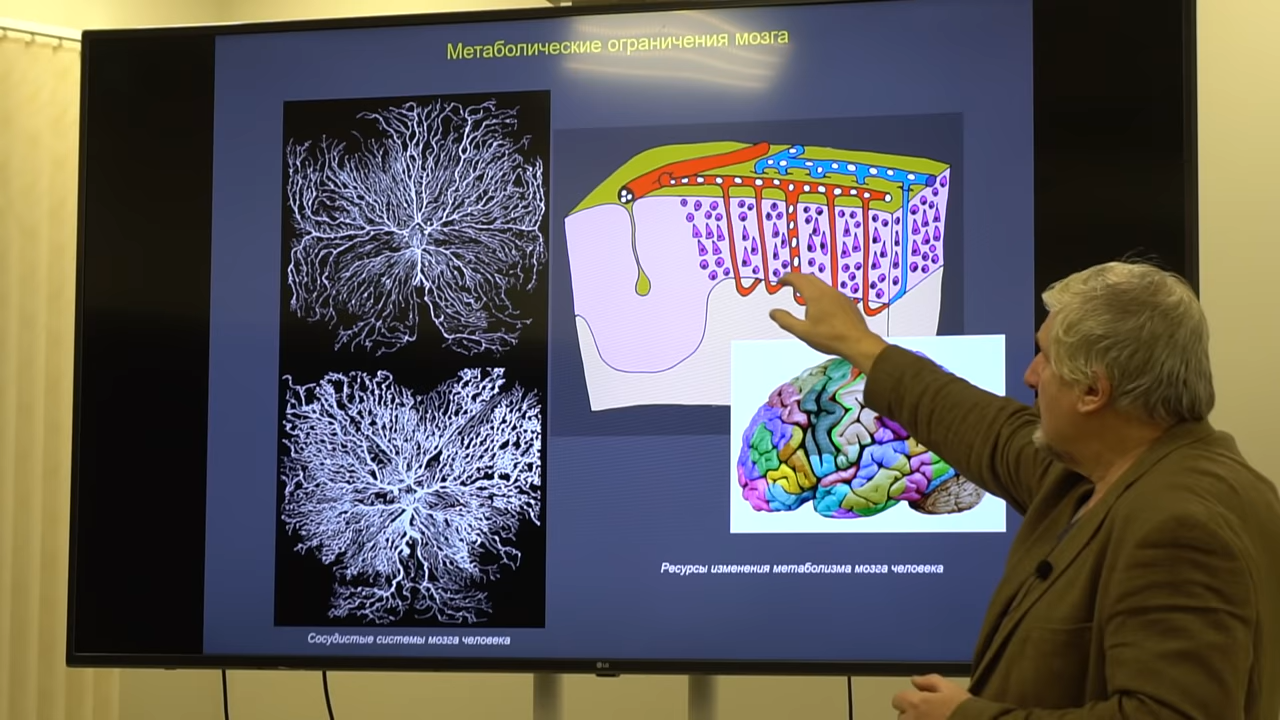 Метаболические ограничения мозга
Ресурсы изменения метаболизма мозга человека
Сосудистые системы мозга человека
LG